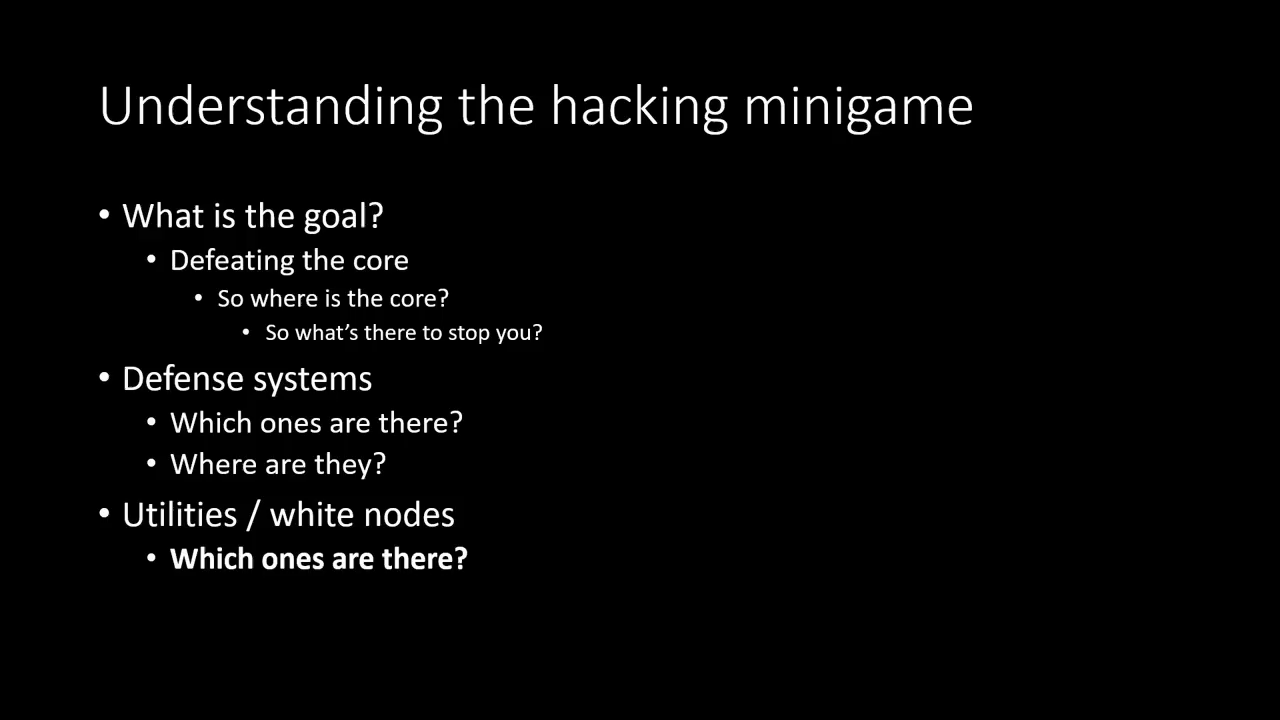 Understanding the hacking minigame
• What is the goal?
• Defeating the core
• So where is the core?
• So what’s there to stop you?
• Defense systems
• Which ones are there?
• Where are they?
• Utilities / white nodes
• Which ones are there?